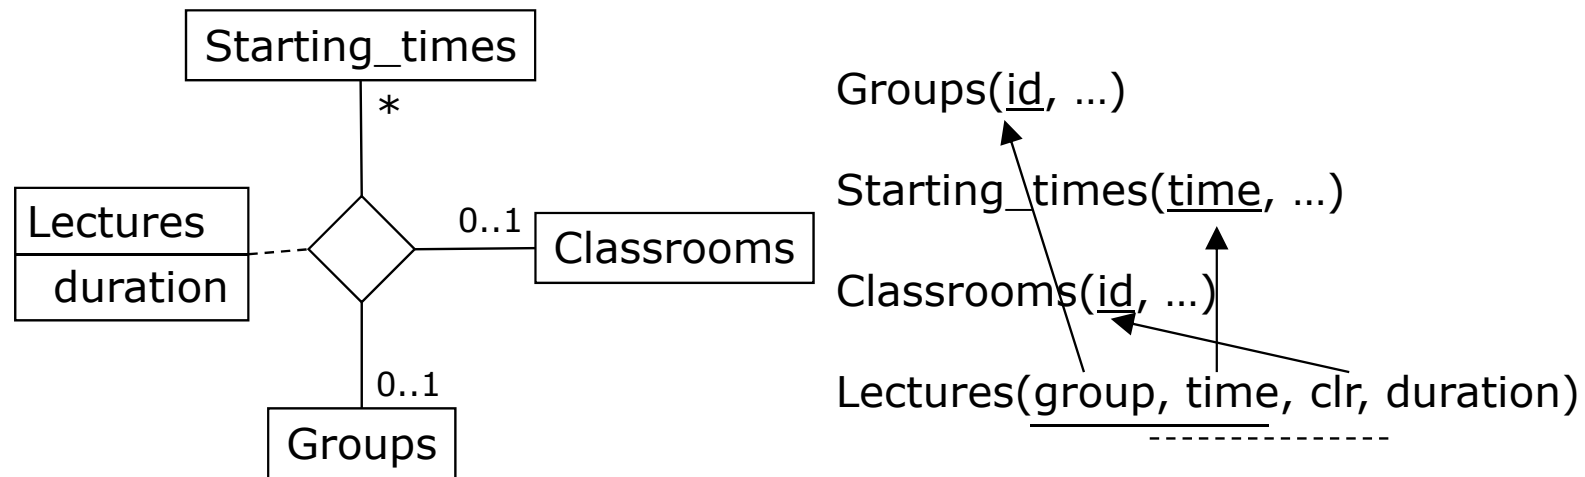 Starting_times
*
Lectures
duration
0..1
Classrooms
0..1
Groups
Groups(id, …)
Starting_times(time, …)
Classrooms(id, …)
Lectures(group, time, clr, duration)